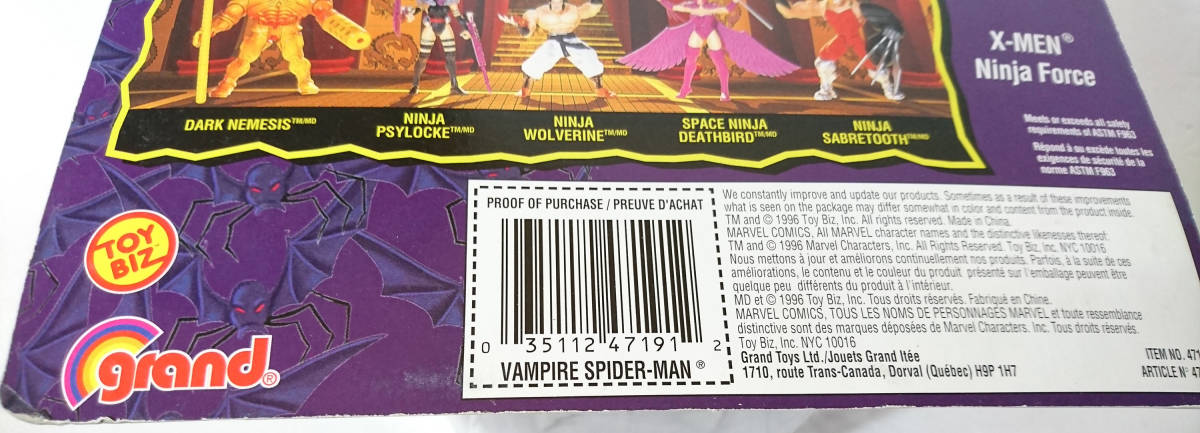 DARK NEMESIS™/MD
NINJA
PSYLOCKE™/MD
NINJA
WOLVERINE™/MD
SPACE NINJA
DEATHBIRD™/MD
NINJA
SABRETOOTH™/MD
X-MEN®
Ninja Force
Meets or exceeds all safety
requirements of ASTM F963
Répond à ou excède toutes les
exigences de sécurité de la
norme ASTM F963
TOY
BIZ
grand®
PROOF OF PURCHASE / PREUVE D'ACHAT
0 35112 47191 2
VAMPIRE SPIDER-MAN®
We constantly improve and update our products. Sometimes as a result of these improvements
what is seen on the package may differ somewhat in color and content from the product inside.
TM and © 1996 Toy Biz, Inc. All rights reserved. Made in China.
MARVEL COMICS, All MARVEL character names and the distinctive likenesses thereof:
TM and © 1996 Marvel Characters, Inc. All Rights Reserved. Toy Biz, Inc. NYC 10016
Nous mettons à jour et améliorons continuellement nos produits. Parfois, à la suite de ces
améliorations, le contenu et le couleur du produit présenté sur l'emballage peuvent être
quelque peu différents du produit à l'intérieur.
MD et © 1996 Toy Biz, Inc. Tous droits réservés. Fabriqué en Chine.
MARVEL COMICS, TOUS LES NOMS DE PERSONNAGES MARVEL et toute ressemblance
distinctive sont des marques déposées de Marvel Characters, Inc. Tous droits réservés.
Toy Biz, Inc. NYC 10016
Grand Toys Ltd./Jouets Grand ltée
1710, route Trans-Canada, Dorval (Québec) H9P 1H7
ITEM NO. 471
ARTICLE N° 47